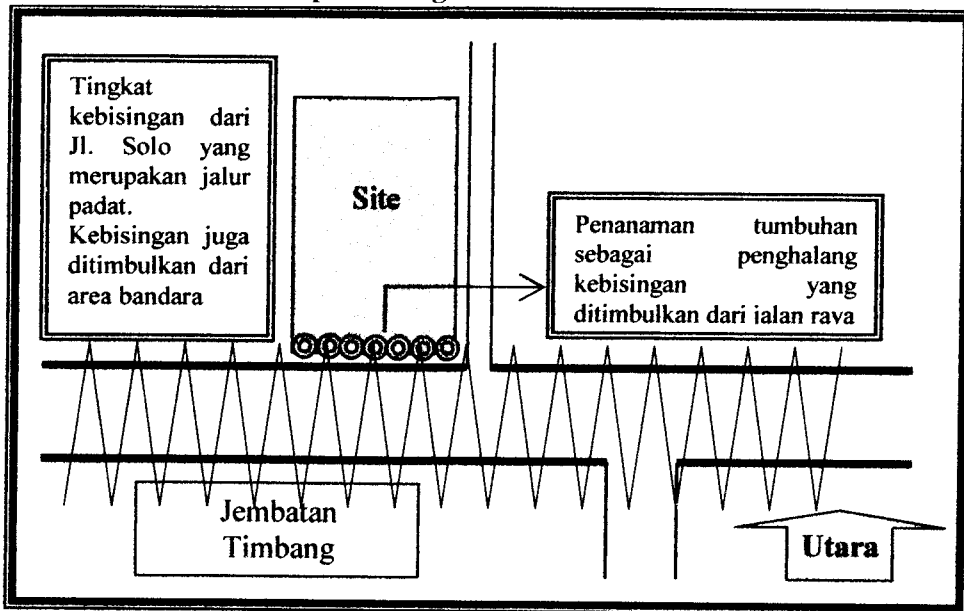 Tingkat
kebisingan dari
Jl. Solo yang
merupakan jalur
padat.
Kebisingan juga
ditimbulkan dari
area bandara
Site
Penanaman tumbuhan
sebagai penghalang
kebisingan yang
ditimbulkan dari jalan raya
Jembatan
Timbang
Utara